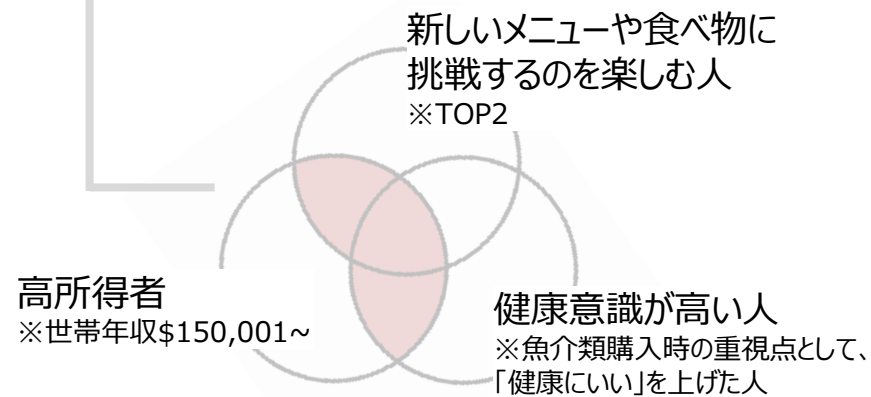 新しいメニューや食べ物に
挑戦するのを楽しむ人
※TOP2
高所得者
※世帯年収$150,001~
健康意識が高い人
※魚介類購入時の重視点として、
「健康にいい」を上げた人